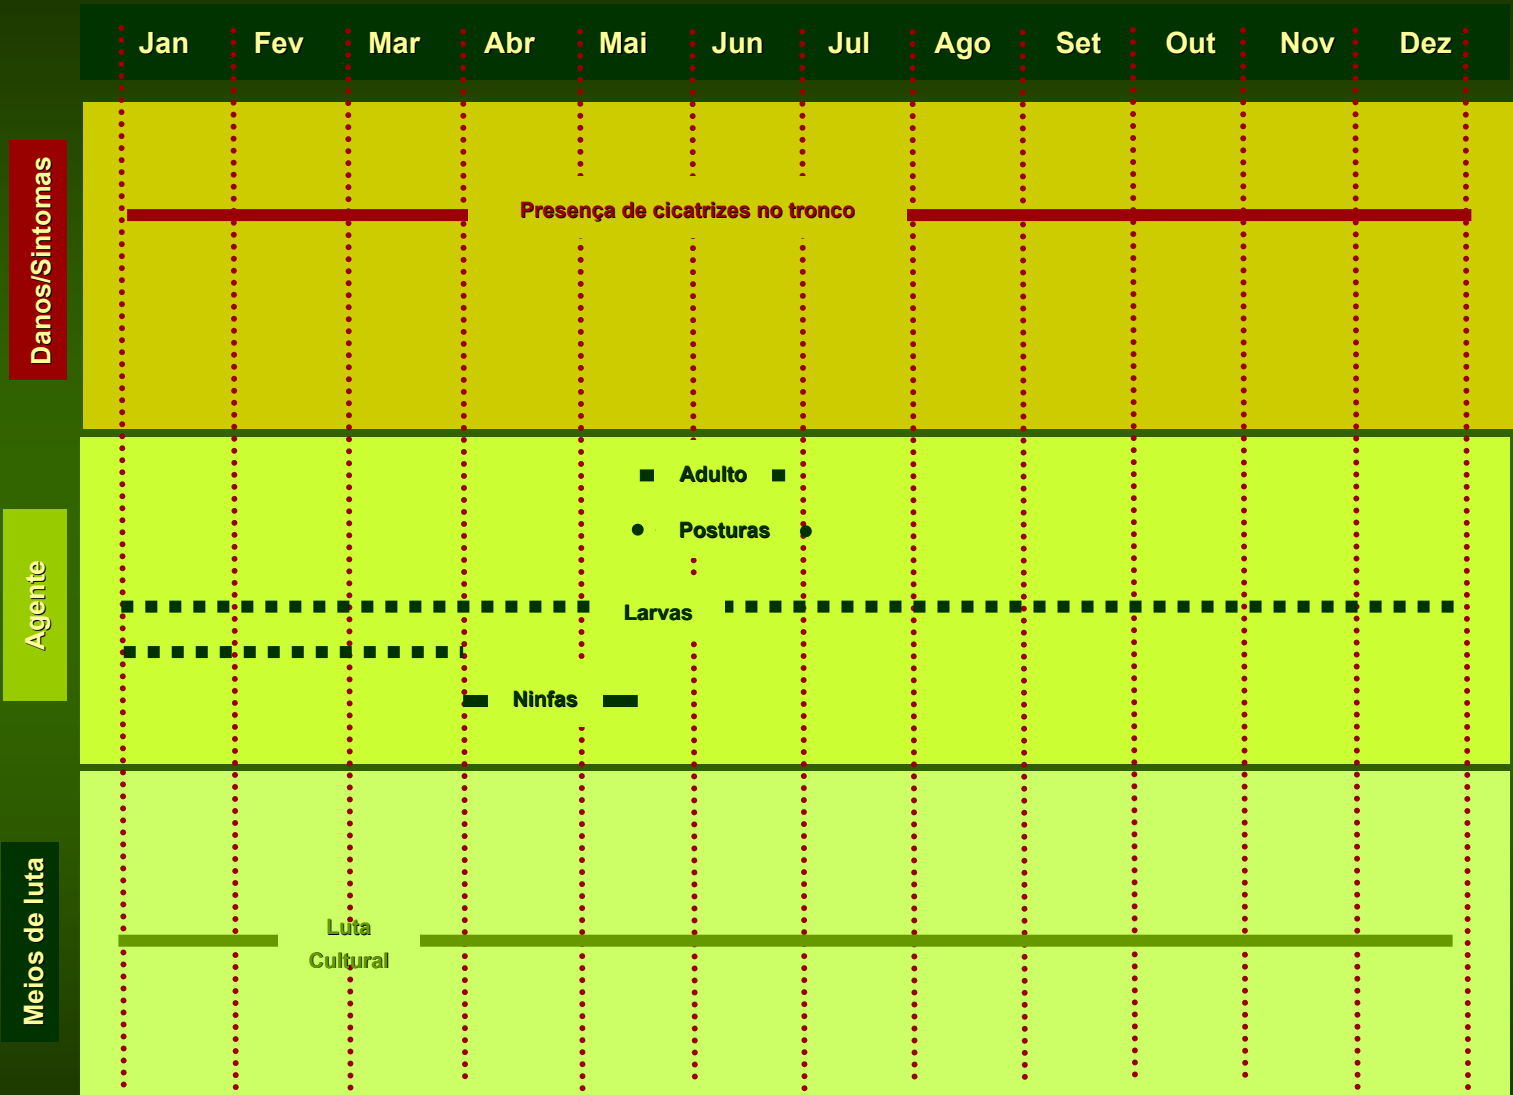 Jan Fev Mar Abr Mai Jun Jul Ago Set Out Nov Dez
Danos/Sintomas
Presença de cicatrizes no tronco
Agente
Adulto
Posturas
Larvas
Ninfas
Meios de luta
Luta
Cultural